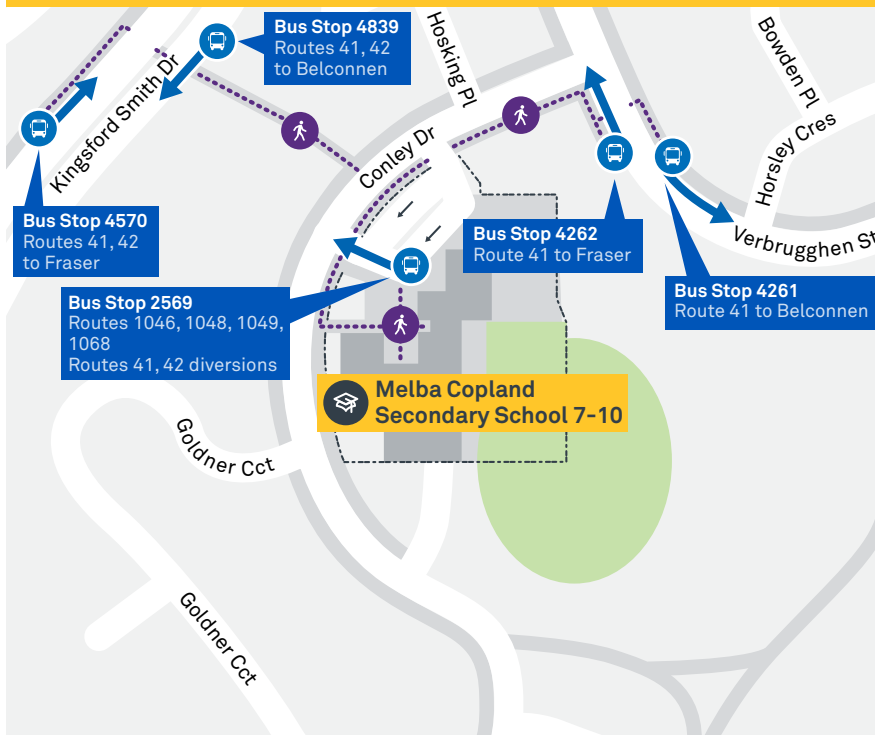 Bus Stop 4839
Routes 41, 42
to Belconnen
Hosking Pl
Bowden Pl
Kingsford Smith Dr
Conley Dr
Horsley Cres
Bus Stop 4570
Routes 41, 42
to Fraser
Bus Stop 4262
Route 41 to Fraser
Verbrugghen St
Bus Stop 4261
Route 41 to Belconnen
Bus Stop 2569
Routes 1046, 1048, 1049,
1068
Routes 41, 42 diversions
Melba Copland
Secondary School 7-10
Goldner Cct
Goldner Cct